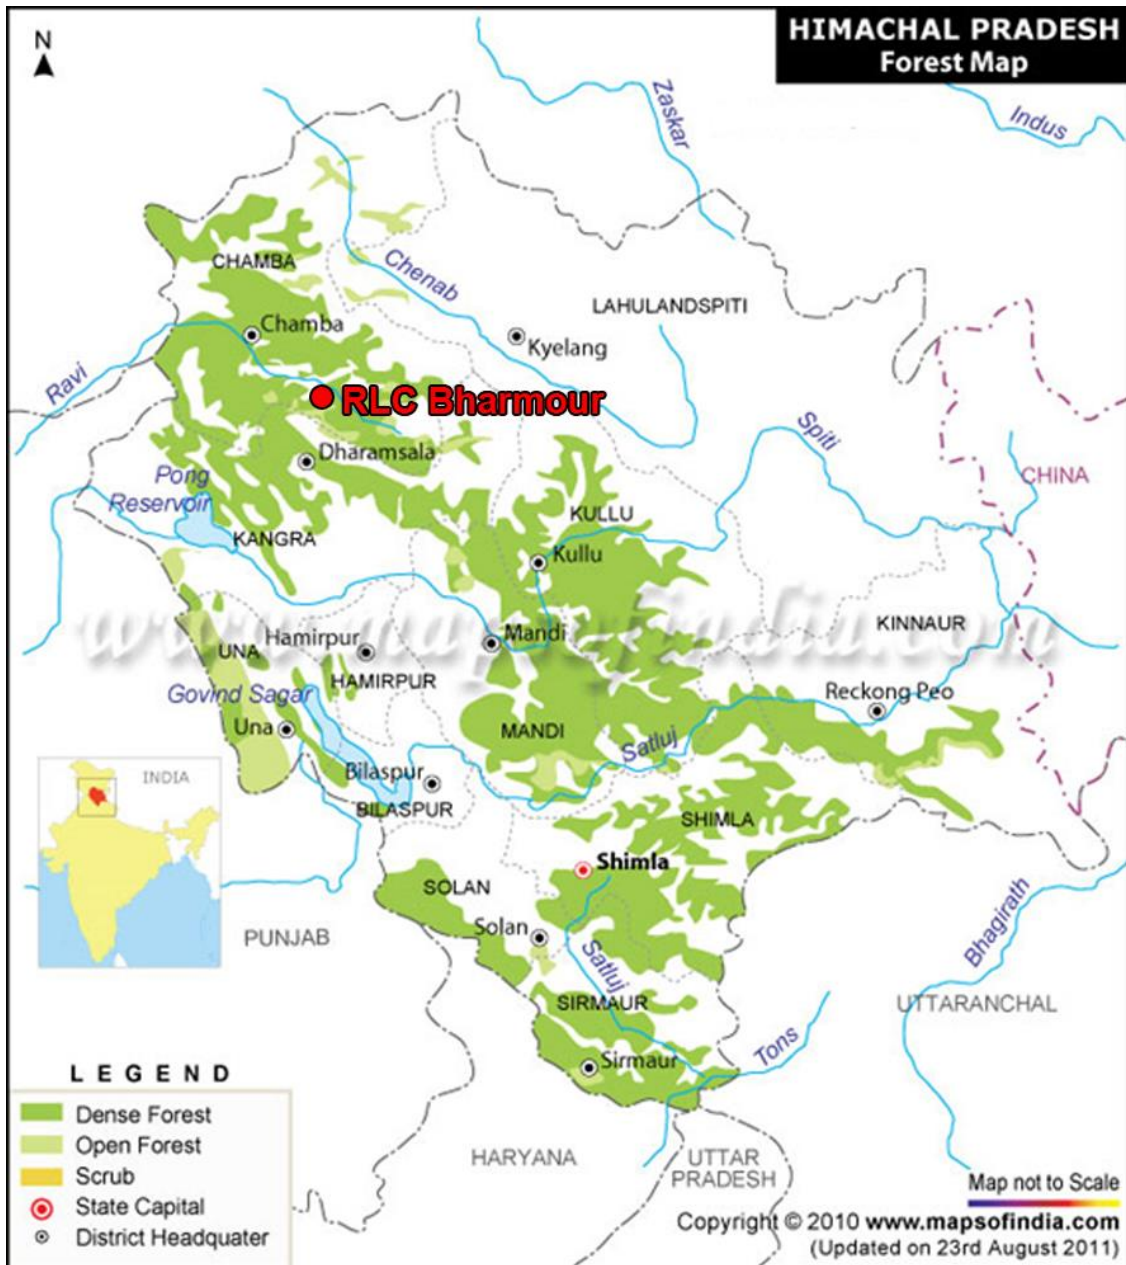 HIMACHAL PRADESH
Forest Map
N
Zaskar
Indus
CHAMBA
Chenab
LAHULANDSPITI
Chamba
Kyelang
Ravi
RLC Bharmour
Spiti
Dharamsala
Pong
Reservoir
CHINA
KULLU
KANGRA
Kullu
www.mapsofindia.com
KINNAUR
Hamirpur
Mandi
UNA
HAMIRPUR
Govind Sagar
Reckong Peo
Una
MANDI
Satluj
INDIA
Bilaspur
BILASPUR
SHIMLA
Shimla
SOLAN
Solan
PUNJAB
Satluj
Bhagirath
SIRMAUR
UTTARANCHAL
Sirmaur
Tons
LEGEND
Dense Forest
Open Forest
Scrub
State Capital
District Headquater
HARYANA
UTTAR
PRADESH
Map not to Scale
Copyright © 2010 www.mapsofindia.com
(Updated on 23rd August 2011)